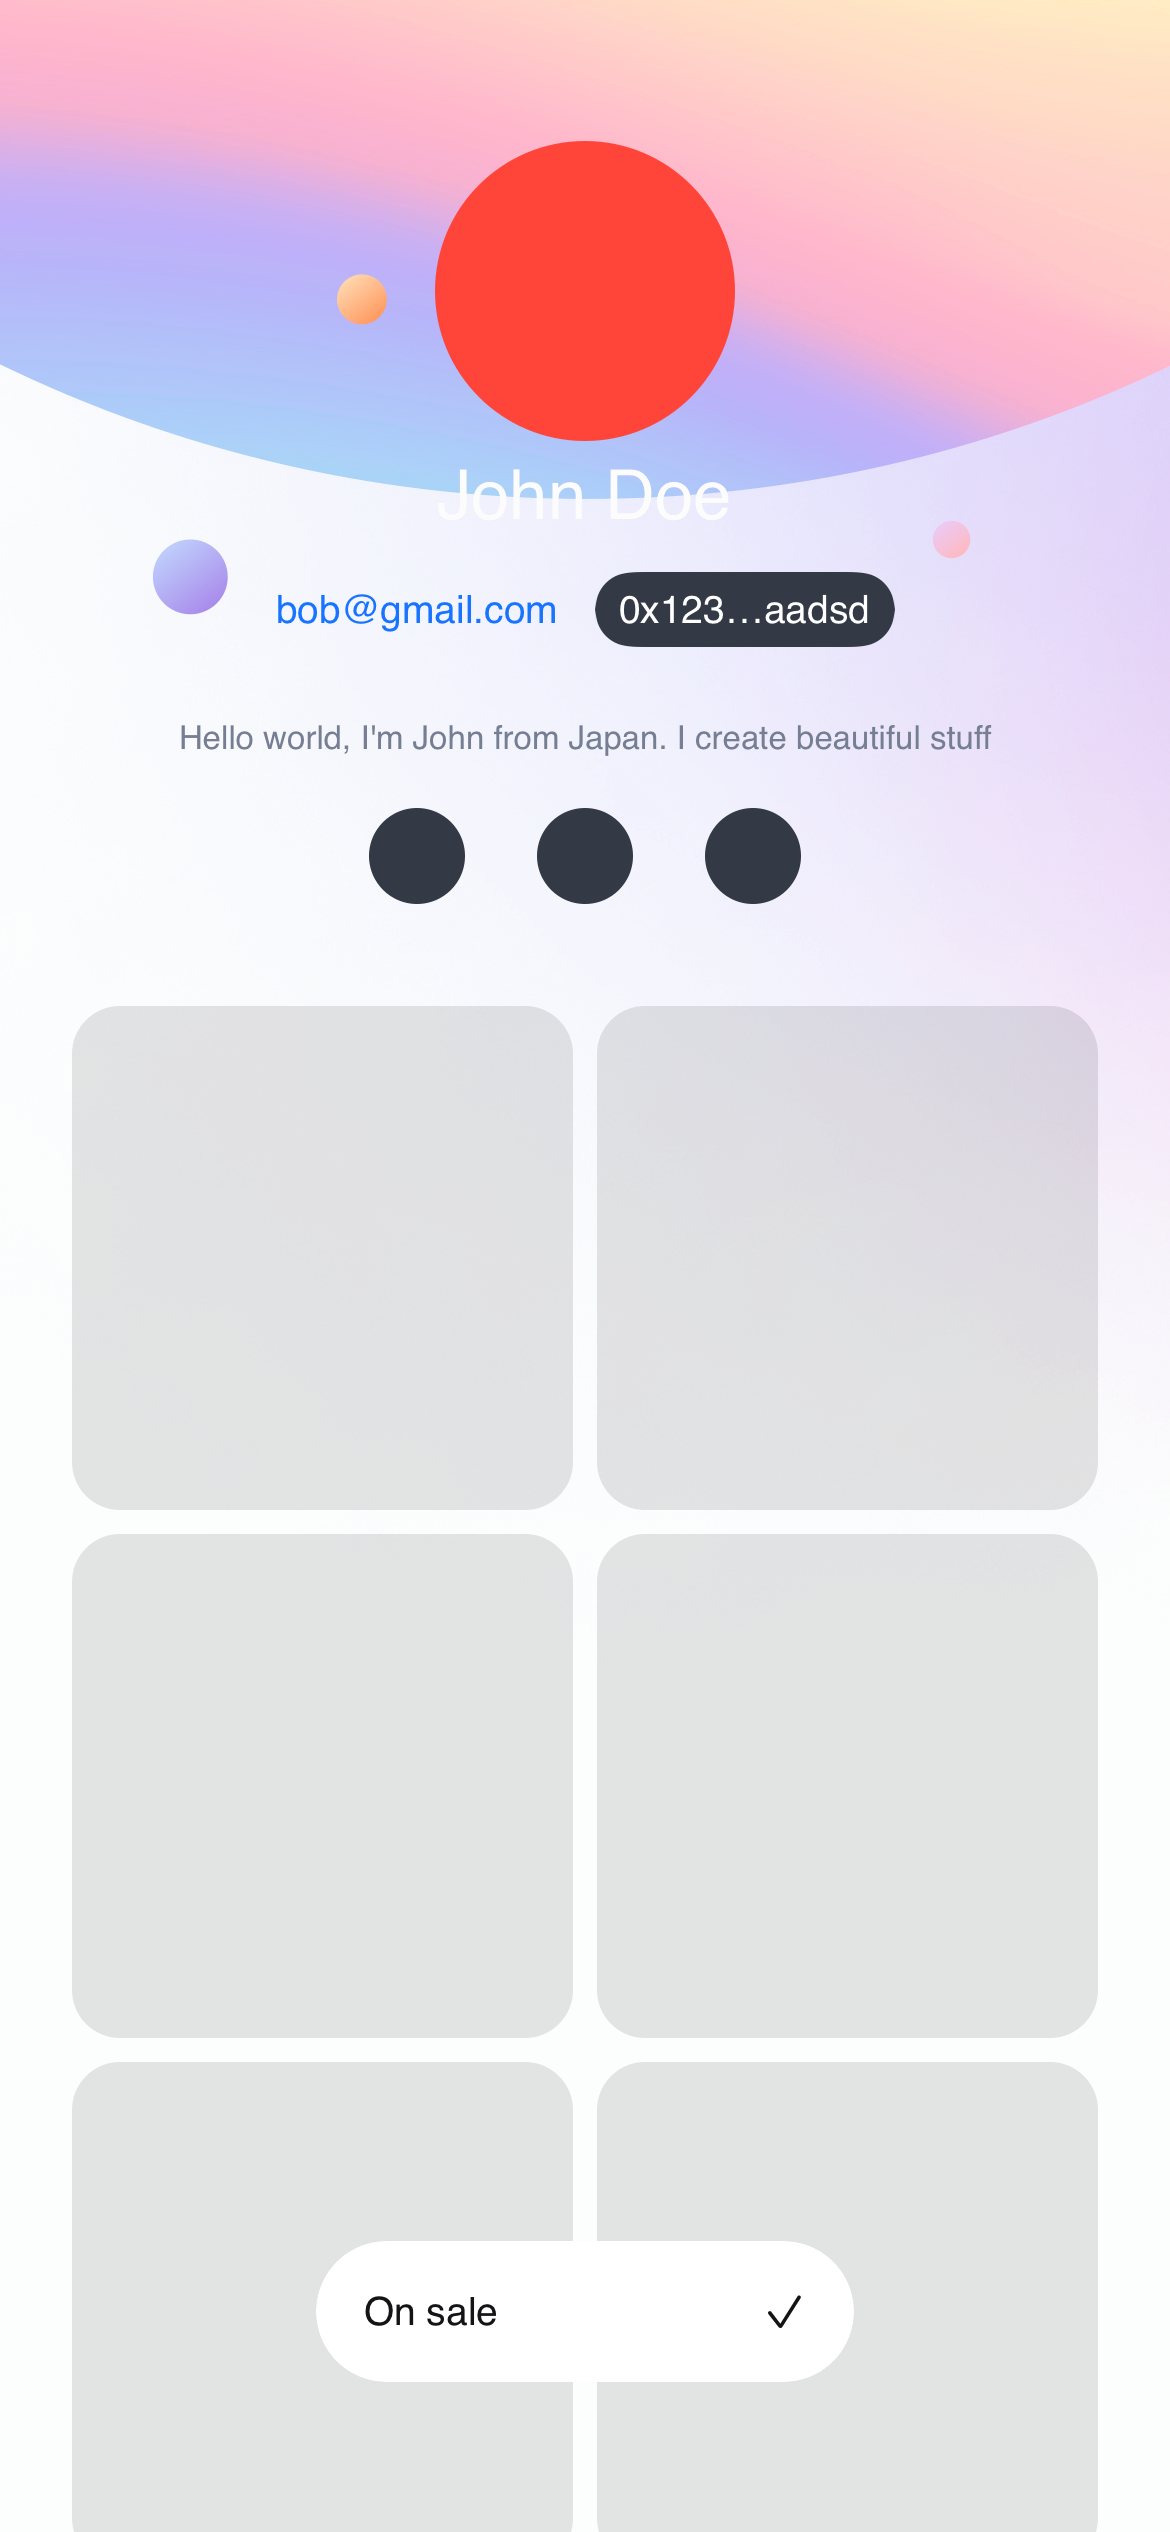 John Doe
bob@gmail.com 0x123...aadsd
Hello world, I'm John from Japan. I create beautiful stuff
On sale